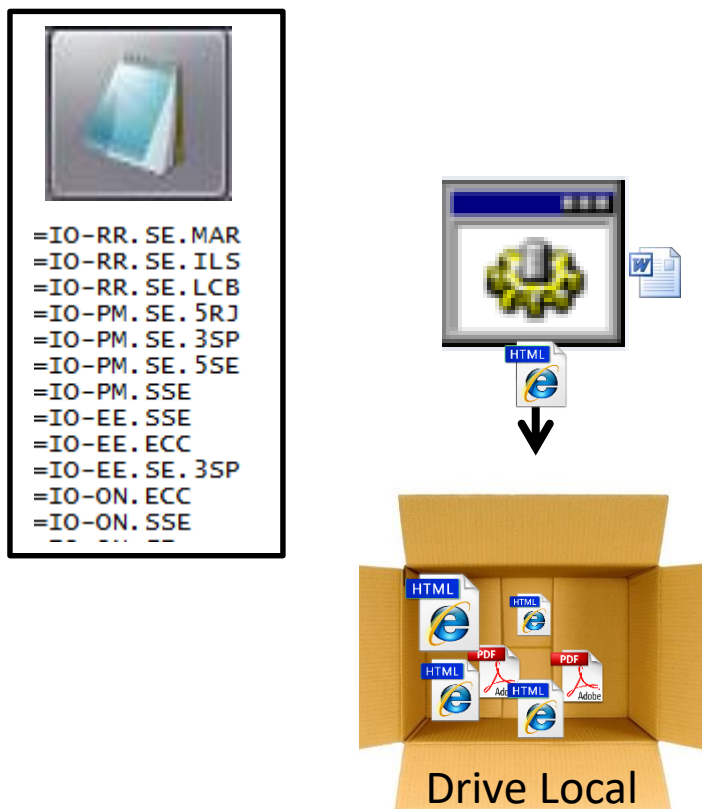 =IO-RR.SE.MAR
=IO-RR.SE.ILS
=IO-RR.SE.LCB
=IO-PM.SE.5RJ
=IO-PM.SE.3SP
=IO-PM.SE.5SE
=IO-PM.SSE
=IO-EE.SSE
=IO-EE.ECC
=IO-EE.SE.3SP
=IO-ON.ECC
=IO-ON.SSE
W
HTML
HTML
HTML
PDF
PDF
HTML
HTML
Adobe
Drive Local